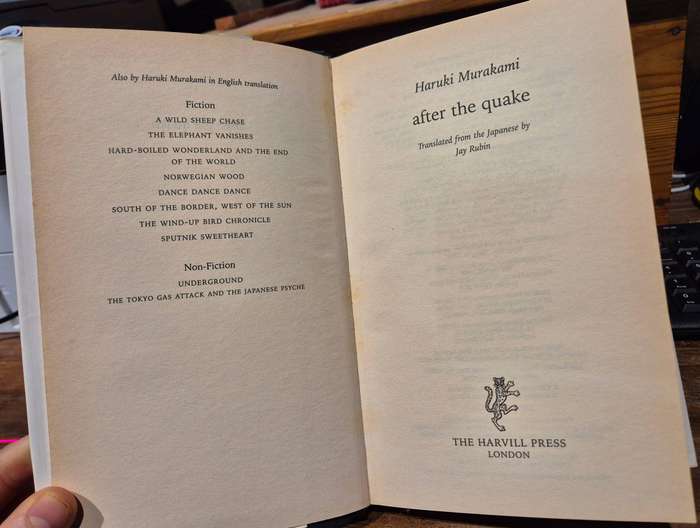 Also by Haruki Murakami in English translation
Fiction
A WILD SHEEP CHASE
THE ELEPHANT VANISHES
HARD-BOILED WONDERLAND AND THE END
OF THE WORLD
NORWEGIAN WOOD
DANCE DANCE DANCE
SOUTH OF THE BORDER, WEST OF THE SUN
THE WIND-UP BIRD CHRONICLE
SPUTNIK SWEETHEART
Non-Fiction
UNDERGROUND
THE TOKYO GAS ATTACK AND THE JAPANESE PSYCHE
Haruki Murakami
after the quake
Translated from the Japanese by
Jay Rubin
THE HARVILL PRESS
LONDON